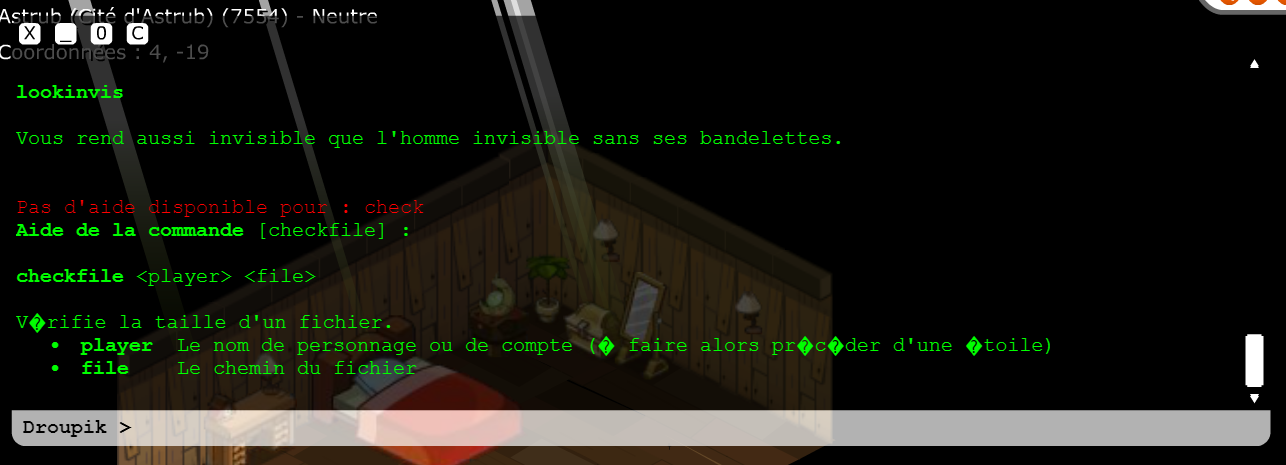 Astrub (Cité d'Astrub) (7554) - Neutre
X _ O C
Coordonnées : 4, -19
lookinvis
Vous rend aussi invisible que l'homme invisible sans ses bandelettes.
Pas d'aide disponible pour : check
Aide de la commande [checkfile] :
checkfile <player> <file>
V�rifie la taille d'un fichier.
• player Le nom de personnage ou de compte (� faire alors pr�c�der d'une �toile)
• file Le chemin du fichier
Droupik >